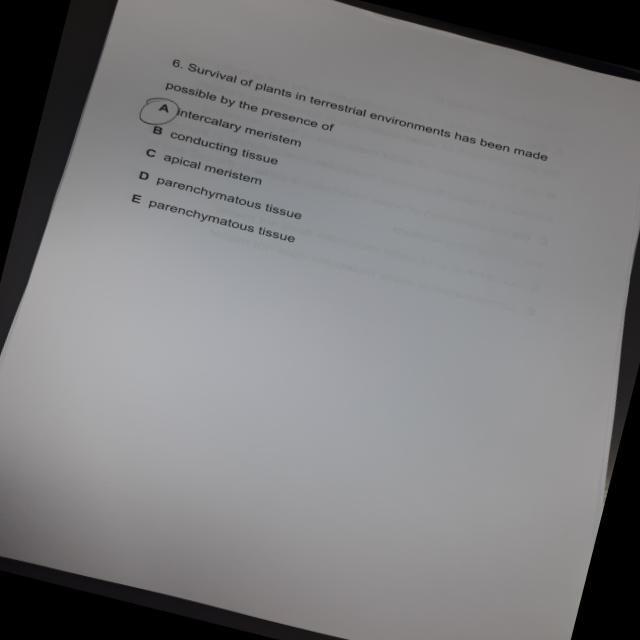 6. Survival of plants in terrestrial environments has been made
possible by the presence of
A intercalary meristem
B conducting tissue
C apical meristem
D parenchymatous tissue
E parenchymatous tissue